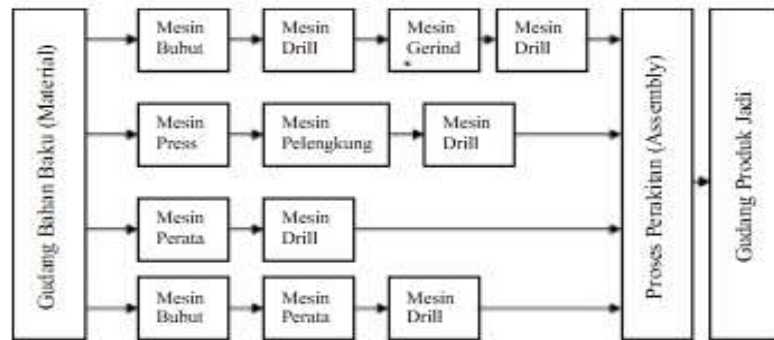 Gudang Bahan Baku (Material)
Mesin
Bubut
Mesin
Drill
Mesin
Gerind
Mesin
Drill
Mesin
Press
Mesin
Pelengkung
Mesin
Drill
Mesin
Perata
Mesin
Drill
Mesin
Bubut
Mesin
Perata
Mesin
Drill
Proses Perakitan (Assembly)
Gudang Produk Jadi